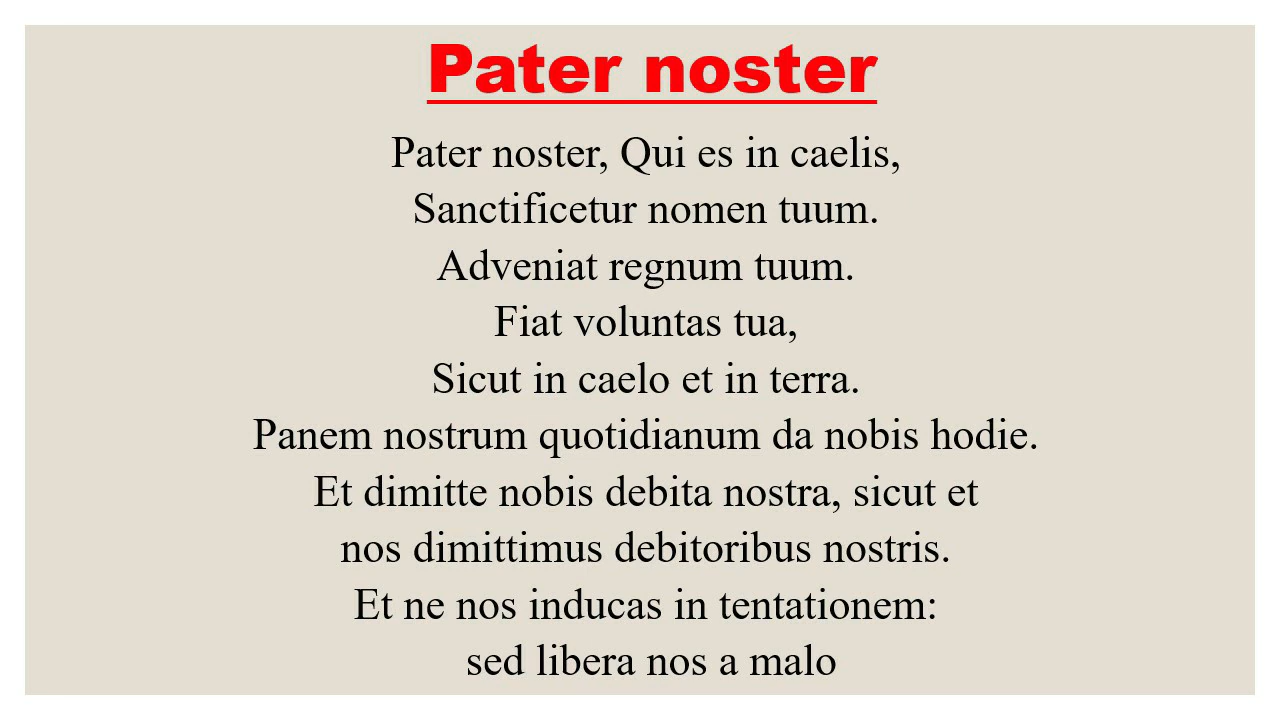 Pater noster
Pater noster, Qui es in caelis,
Sanctificetur nomen tuum.
Adveniat regnum tuum.
Fiat voluntas tua,
Sicut in caelo et in terra.
Panem nostrum quotidianum da nobis hodie.
Et dimitte nobis debita nostra, sicut et
nos dimittimus debitoribus nostris.
Et ne nos inducas in tentationem:
sed libera nos a malo